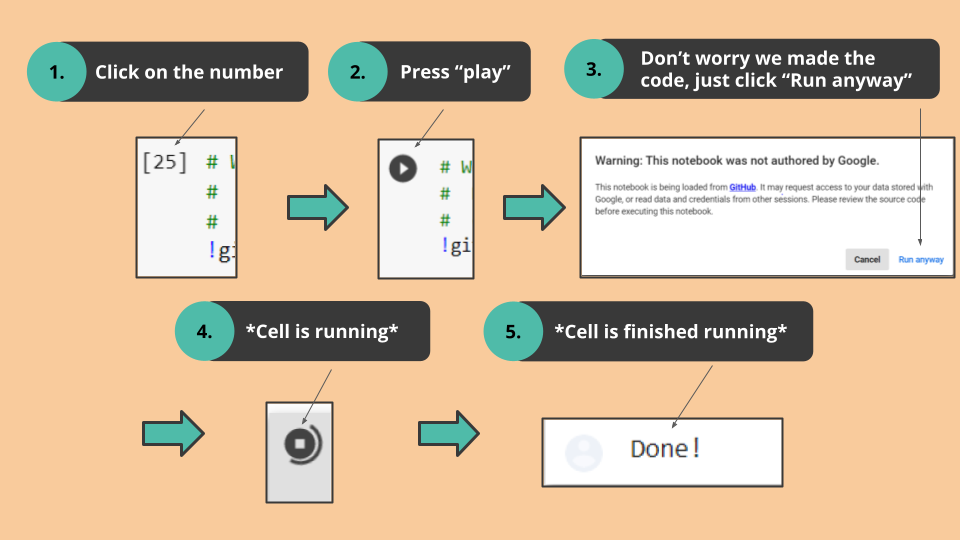 1. Click on the number
2. Press “play”
3. Don’t worry we made the
code, just click “Run anyway”
[25] #
#
#
!gi
# W
#
#
!gi
Warning: This notebook was not authored by Google.
This notebook is being loaded from GitHub. It may request access to your data stored with
Google, or read data and credentials from other sessions. Please review the source code
before executing this notebook.
Cancel Run anyway
4. *Cell is running*
5. *Cell is finished running*
Done!